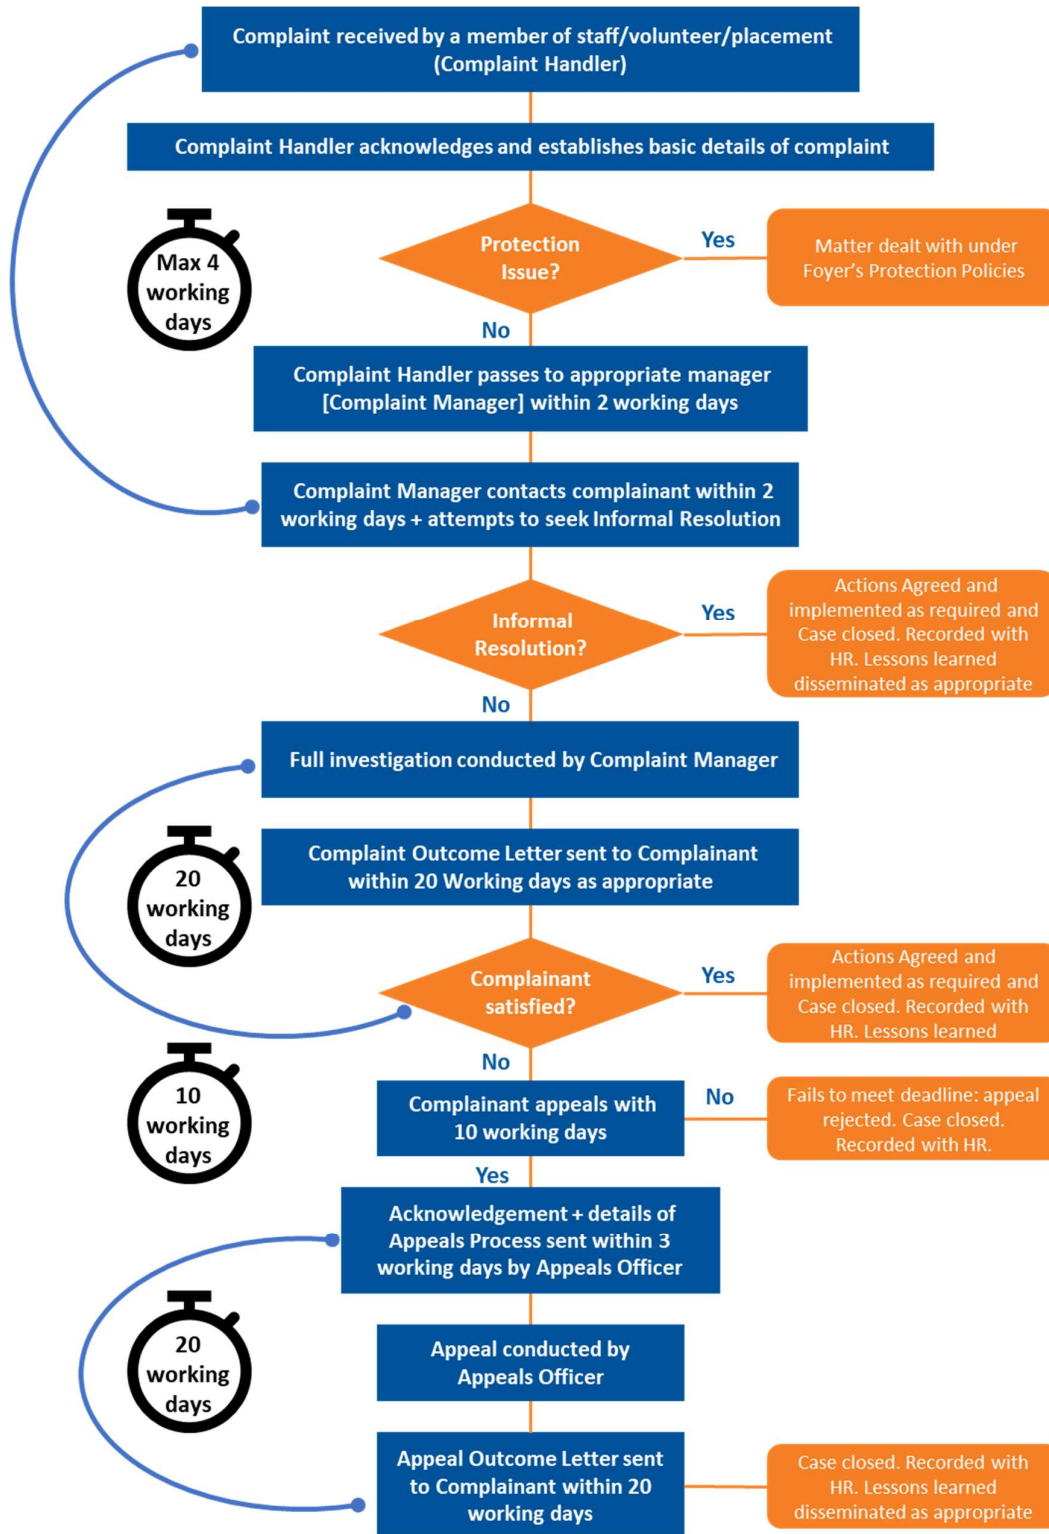 Complaint received by a member of staff/volunteer/placement
(Complaint Handler)
Complaint Handler acknowledges and establishes basic details of complaint
Protection
Issue?
Yes
Matter dealt with under
Foyer's Protection Policies
Max 4
working
days
No
Complaint Handler passes to appropriate manager
[Complaint Manager] within 2 working days
Complaint Manager contacts complainant within 2
working days + attempts to seek Informal Resolution
Informal
Resolution?
Yes
Actions Agreed and
implemented as required and
Case closed. Recorded with
HR. Lessons learned
disseminated as appropriate
No
Full investigation conducted by Complaint Manager
Complaint Outcome Letter sent to Complainant
within 20 Working days as appropriate
20
working
days
Complainant
satisfied?
Yes
Actions Agreed and
implemented as required and
Case closed. Recorded with
HR. Lessons learned
No
10
working
days
Complainant appeals with
10 working days
No
Fails to meet deadline: appeal
rejected. Case closed.
Recorded with HR.
Yes
Acknowledgement + details of
Appeals Process sent within 3
working days by Appeals Officer
20
working
days
Appeal conducted by
Appeals Officer
Appeal Outcome Letter sent
to Complainant within 20
working days
Case closed. Recorded with
HR. Lessons learned
disseminated as appropriate